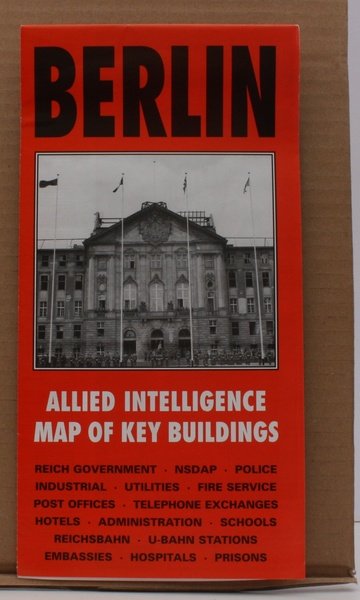 BERLIN
ALLIED INTELLIGENCE
MAP OF KEY BUILDINGS
REICH GOVERNMENT · NSDAP · POLICE
INDUSTRIAL · UTILITIES · FIRE SERVICE
POST OFFICES · TELEPHONE EXCHANGES
HOTELS · ADMINISTRATION · SCHOOLS
REICHSBAHN · U-BAHN STATIONS
EMBASSIES · HOSPITALS · PRISONS